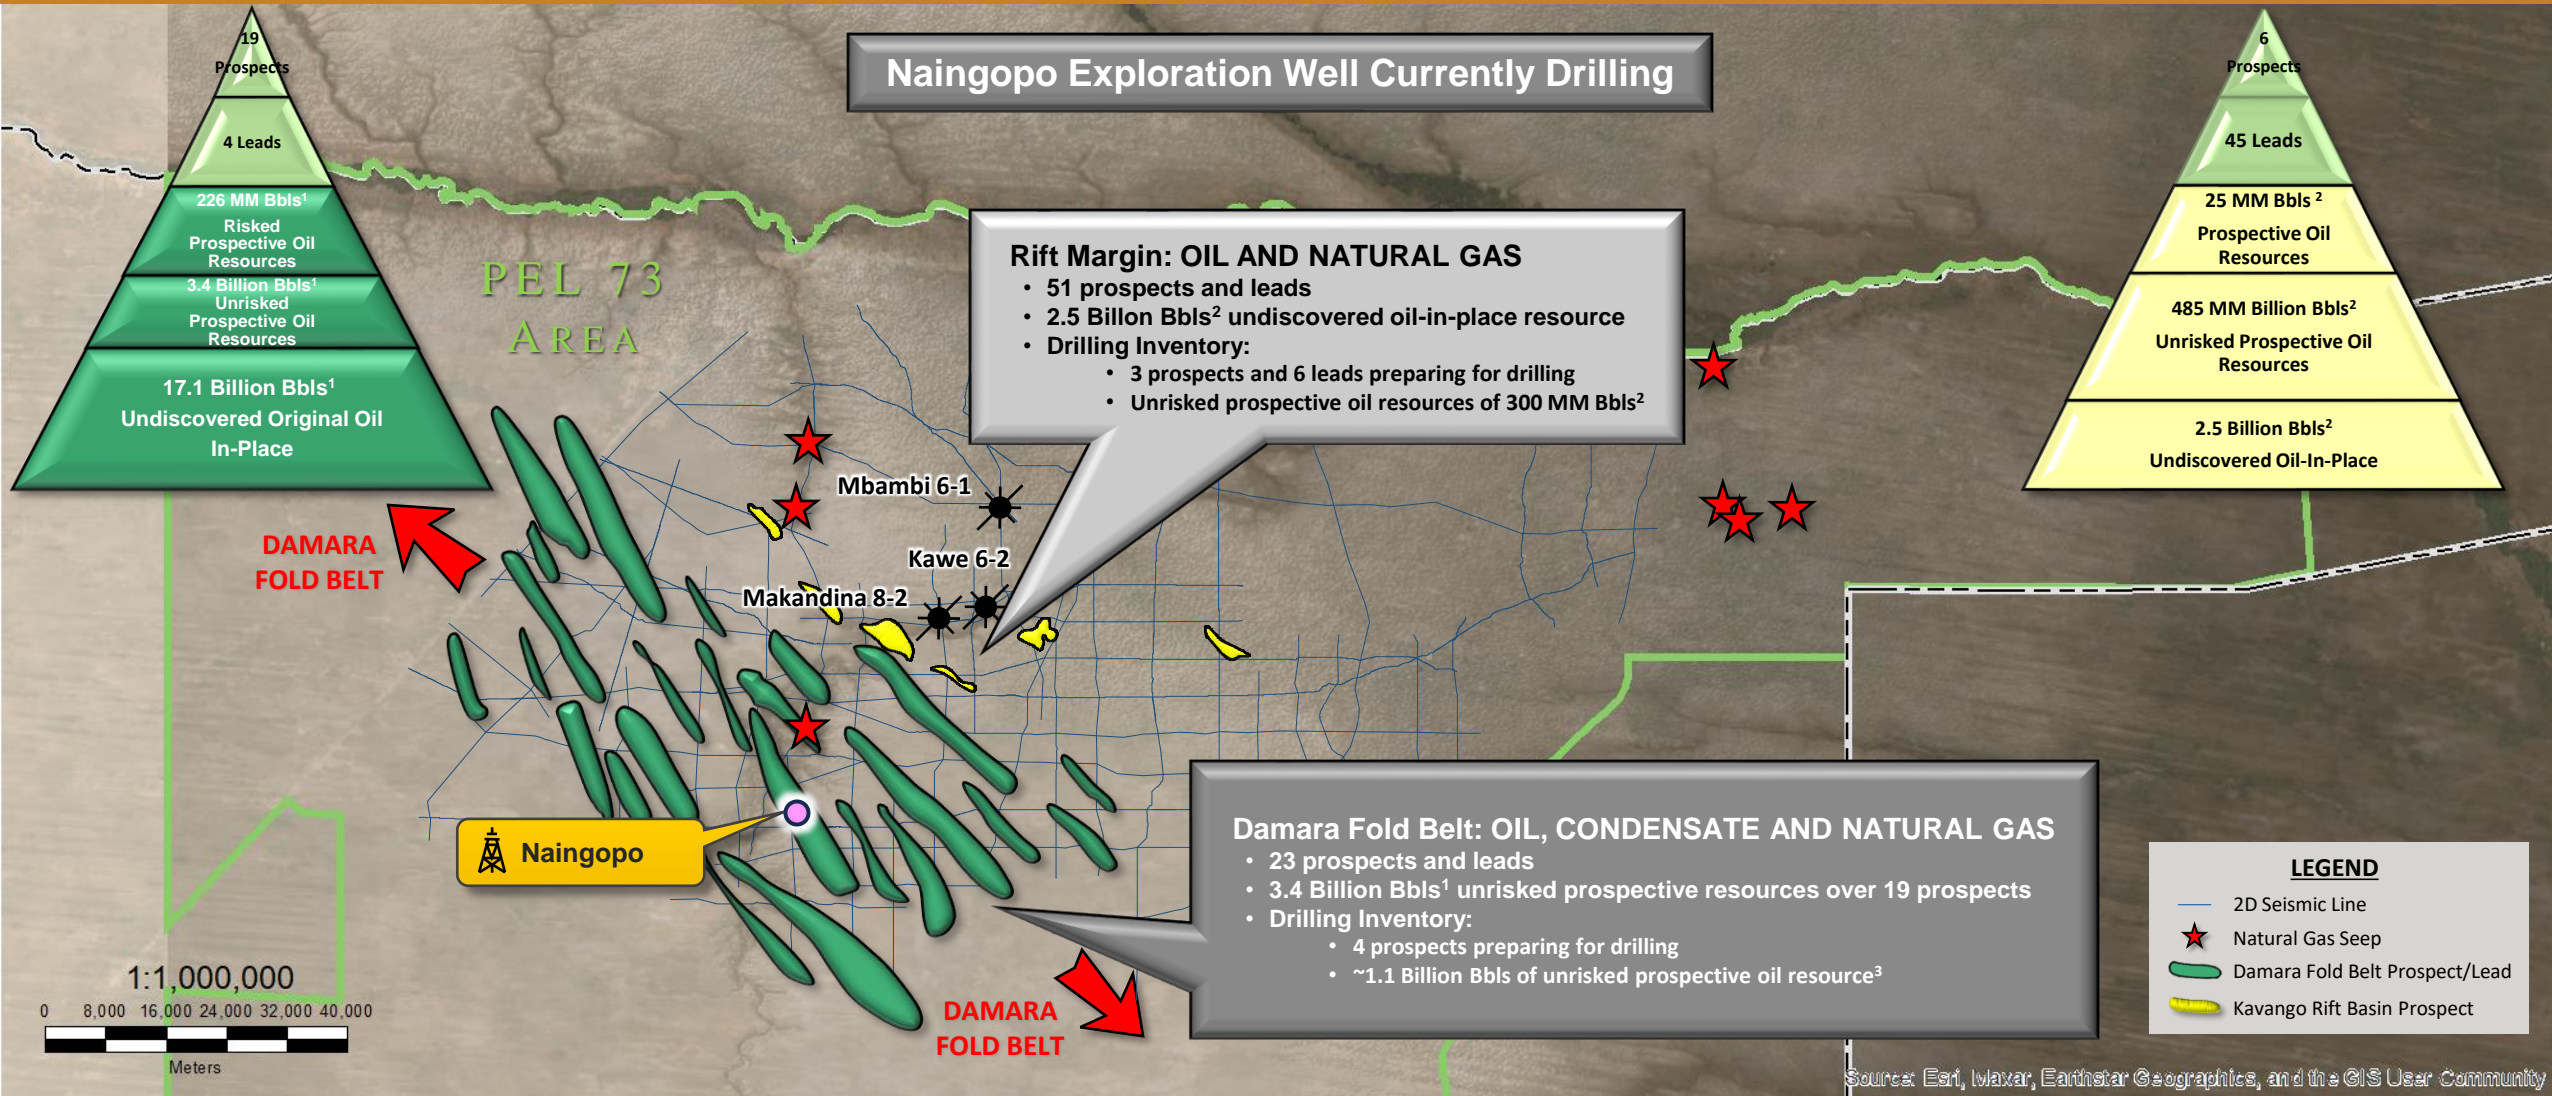 Naingopo Exploration Well Currently Drilling
19
Prospects
4 Leads
226 MM Bbls¹
Risked
Prospective Oil
Resources
3.4 Billion Bbls¹
Unrisked
Prospective Oil
Resources
17.1 Billion Bbls¹
Undiscovered Original Oil
In-Place
6
Prospects
45 Leads
25 MM Bbls ²
Prospective Oil
Resources
485 MM Billion Bbls²
Unrisked Prospective Oil
Resources
2.5 Billion Bbls²
Undiscovered Oil-In-Place
PEL 73
AREA
Rift Margin: OIL AND NATURAL GAS
• 51 prospects and leads
• 2.5 Billon Bbls² undiscovered oil-in-place resource
• Drilling Inventory:
• 3 prospects and 6 leads preparing for drilling
• Unrisked prospective oil resources of 300 MM Bbls²
Mbambi 6-1
Kawe 6-2
Makandina 8-2
DAMARA
FOLD BELT
Naingopo
Damara Fold Belt: OIL, CONDENSATE AND NATURAL GAS
• 23 prospects and leads
• 3.4 Billion Bbls¹ unrisked prospective resources over 19 prospects
• Drilling Inventory:
• 4 prospects preparing for drilling
• ~1.1 Billion Bbls of unrisked prospective oil resource³
DAMARA
FOLD BELT
1:1,000,000
0 8,000 16,000 24,000 32,000 40,000
Meters
LEGEND
2D Seismic Line
Natural Gas Seep
Damara Fold Belt Prospect/Lead
Kavango Rift Basin Prospect
Source: Esri, Maxar, Earthstar Geographics, and the GIS User Community